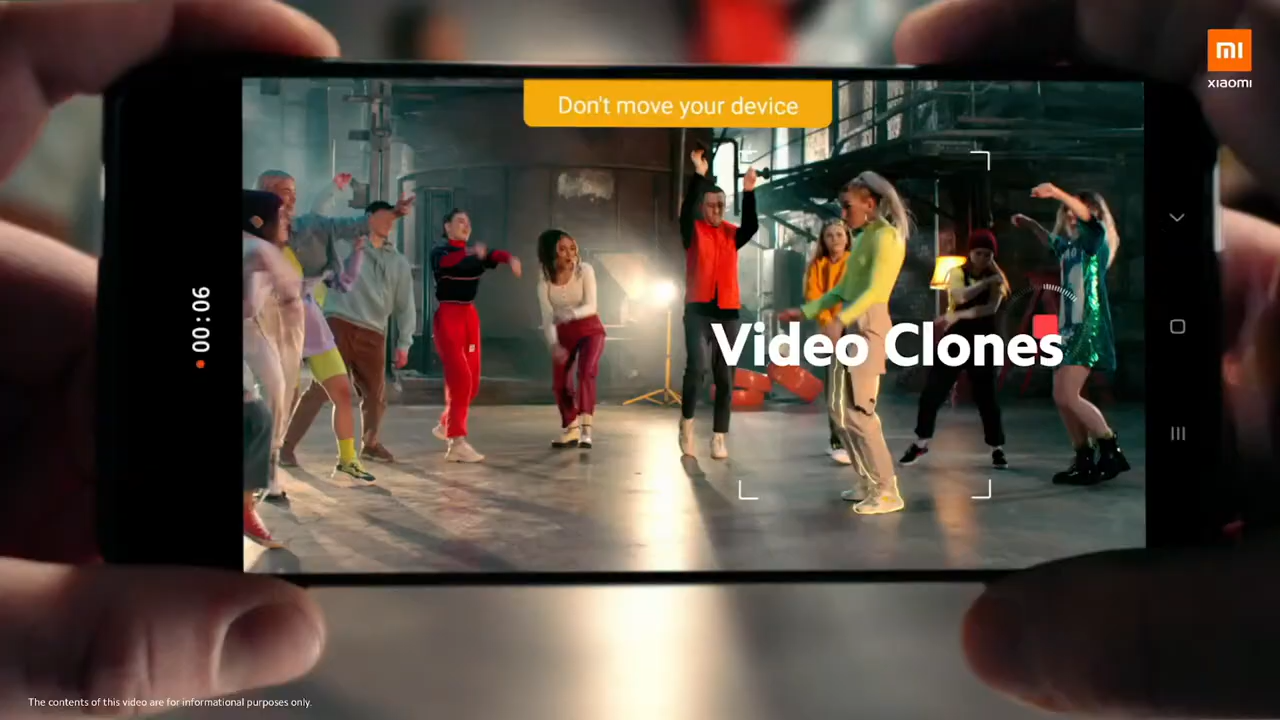 Don't move your device
XIAOMI
00:06
Video Clones
The contents of this video are for informational purposes only.